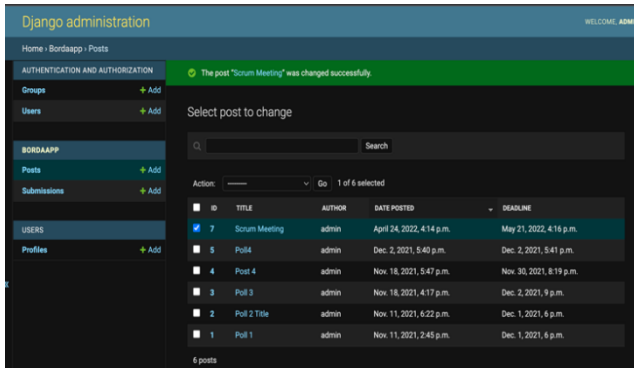 Django administration
WELCOME, ADMI
Home › Bordaapp › Posts
AUTHENTICATION AND AUTHORIZATION
Groups + Add
Users + Add
BORDAAPP
Posts + Add
Submissions + Add
USERS
Profiles + Add
The post “Scrum Meeting” was changed successfully.
Select post to change
Search
Action: --------- Go 1 of 6 selected
ID TITLE AUTHOR DATE POSTED DEADLINE
7 Scrum Meeting admin April 24, 2022, 4:14 p.m. May 21, 2022, 4:16 p.m.
5 Poll4 admin Dec. 2, 2021, 5:40 p.m. Dec. 2, 2021, 5:41 p.m.
4 Post 4 admin Nov. 18, 2021, 5:47 p.m. Nov. 30, 2021, 8:19 p.m.
3 Poll 3 admin Nov. 18, 2021, 4:17 p.m. Dec. 2, 2021, 9 p.m.
2 Poll 2 Title admin Nov. 11, 2021, 6:22 p.m. Dec. 1, 2021, 6 p.m.
1 Poll 1 admin Nov. 11, 2021, 2:45 p.m. Dec. 1, 2021, 6 p.m.
6 posts